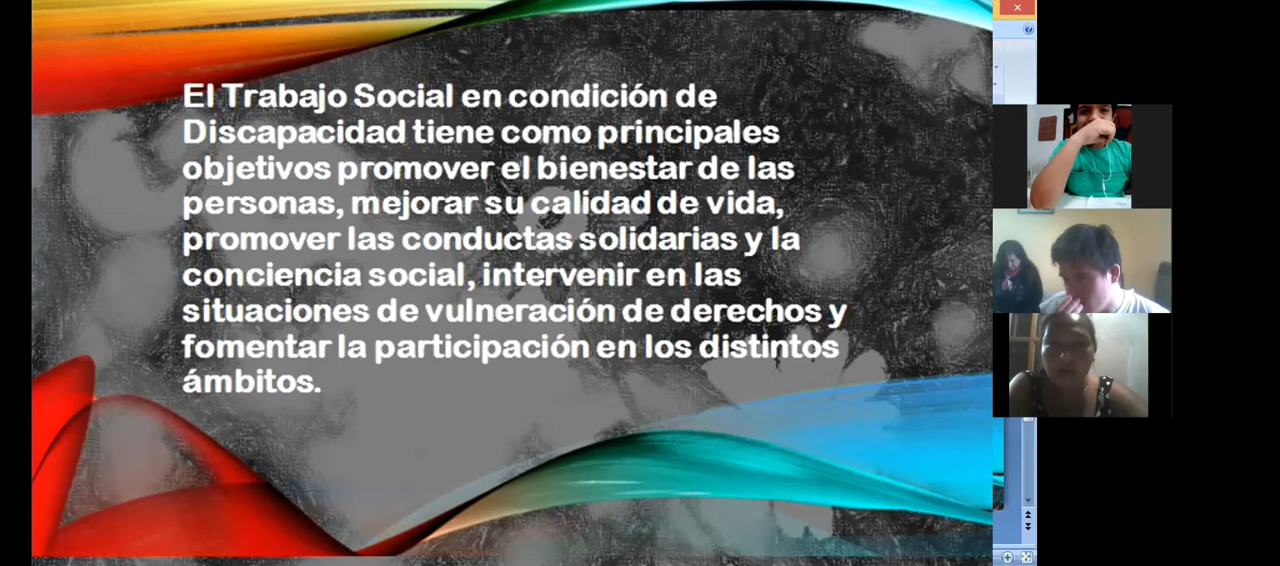 El Trabajo Social en condición de
Discapacidad tiene como principales
objetivos promover el bienestar de las
personas, mejorar su calidad de vida,
promover las conductas solidarias y la
conciencia social, intervenir en las
situaciones de vulneración de derechos y
fomentar la participación en los distintos
ámbitos.